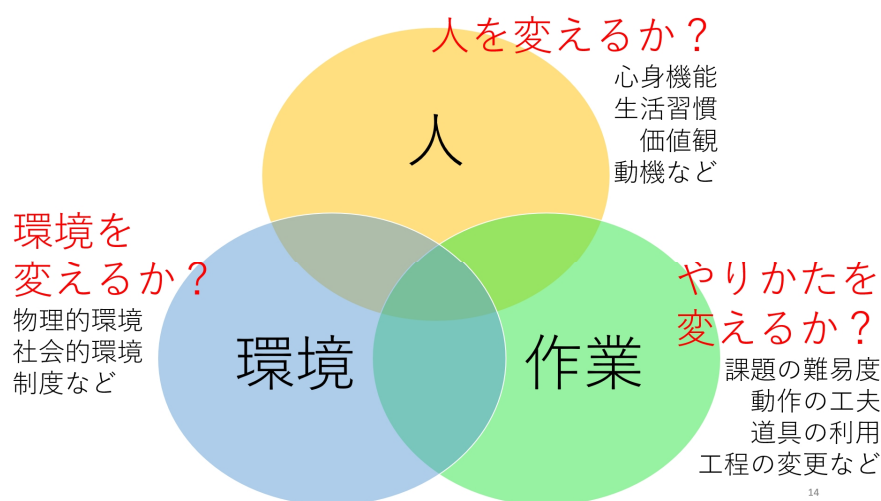 人を変えるか？
心身機能
生活習慣
価値観
動機など
人
環境を
変えるか？
物理的環境
社会的環境
制度など
環境
作業
やりかたを
変えるか？
課題の難易度
動作の工夫
道具の利用
工程の変更など
14